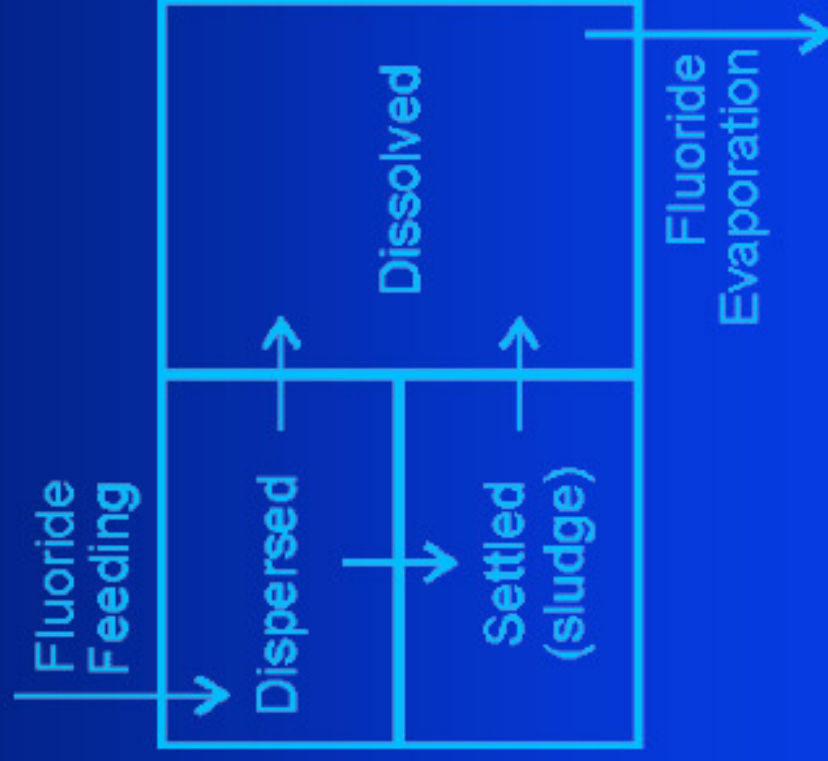 Fluoride
Feeding
Dispersed
Settled
(sludge)
Dissolved
Fluoride
Evaporation